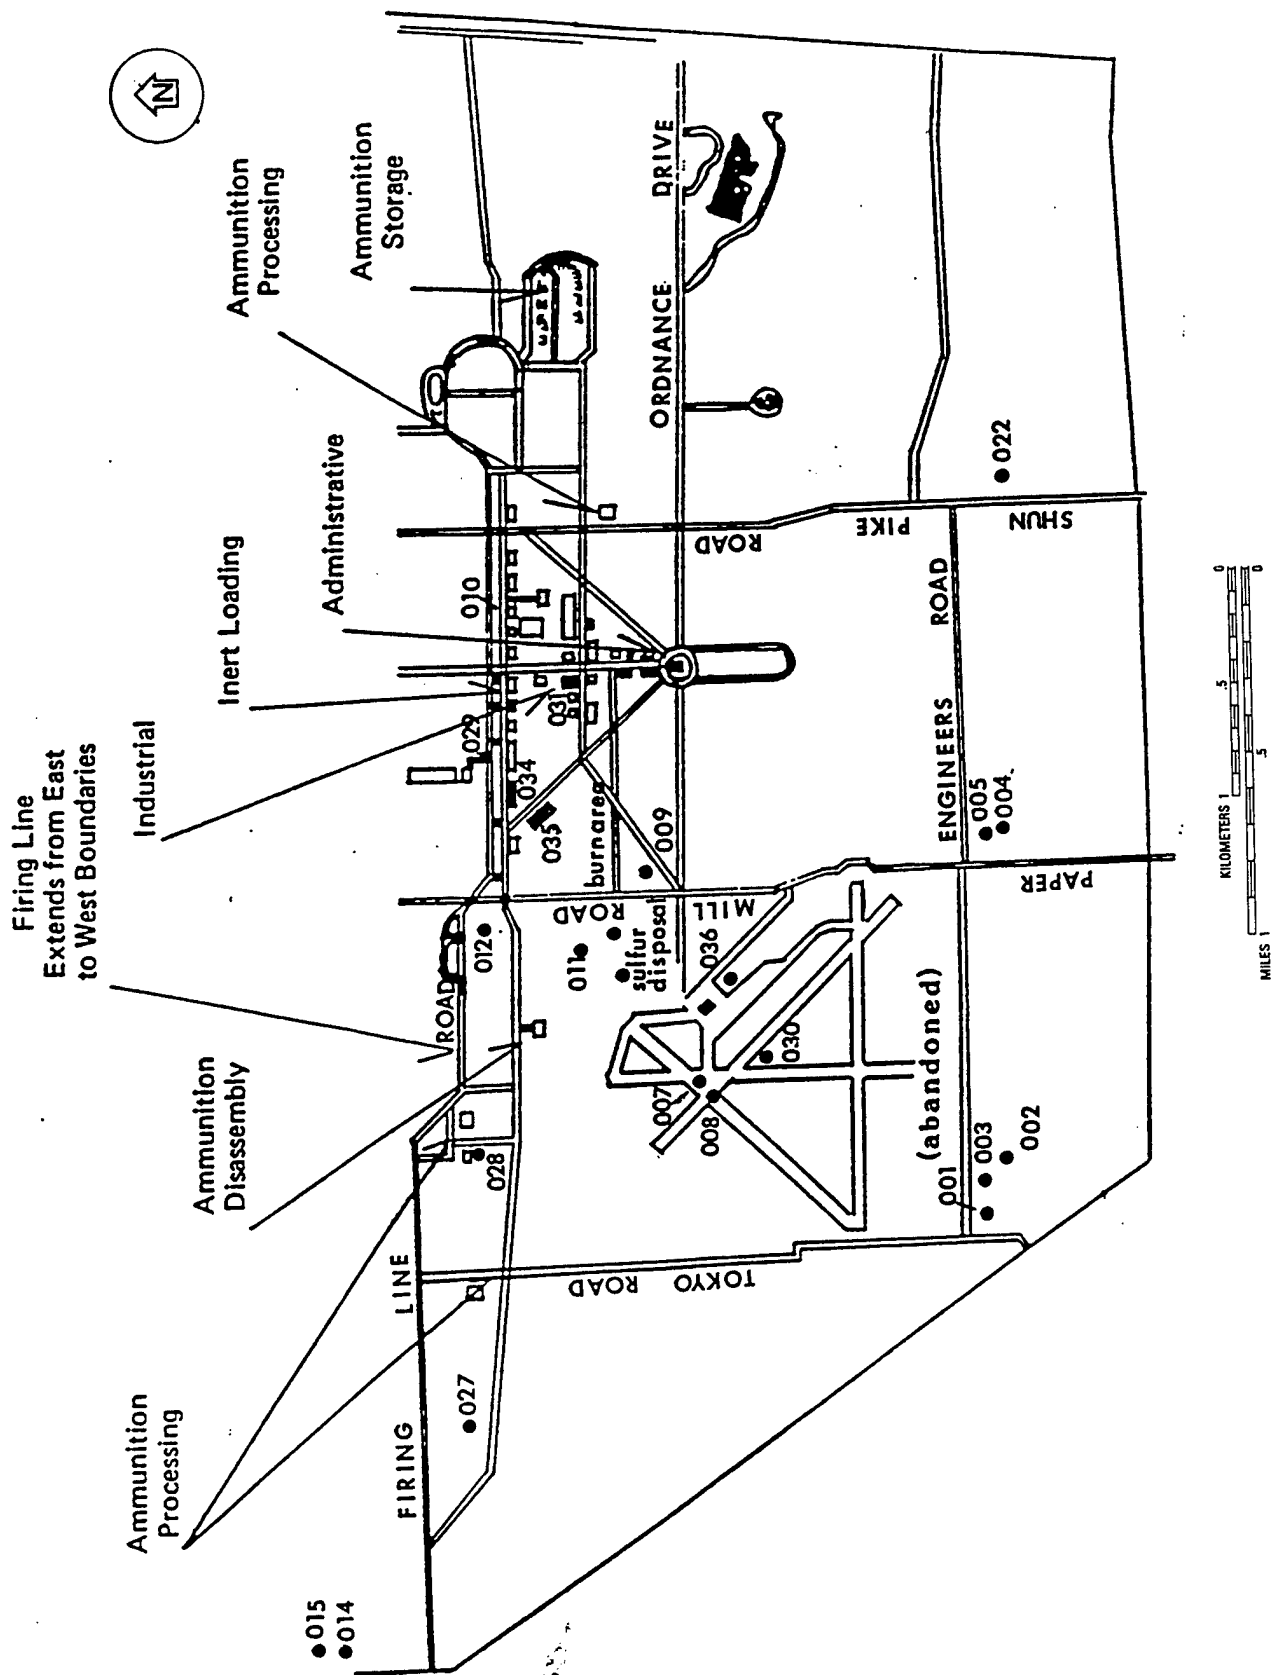 N
Firing Line
Extends from East
to West Boundaries
Ammunition
Processing
Ammunition
Disassembly
Industrial
Inert Loading
Administrative
Ammunition
Processing
Ammunition
Storage
015
014
FIRING LINE
ROAD
027
028
012
029
010
034
035
031
burnarea
009
011
sulfur
disposal
036
007
008
030
TOKYO ROAD
PAPER MILL ROAD
SHUN PIKE ROAD
ORDNANCE DRIVE
ENGINEERS ROAD
(abandoned)
001
003
002
005
004
022
KILOMETERS 1 .5 0
MILES 1 .5 0